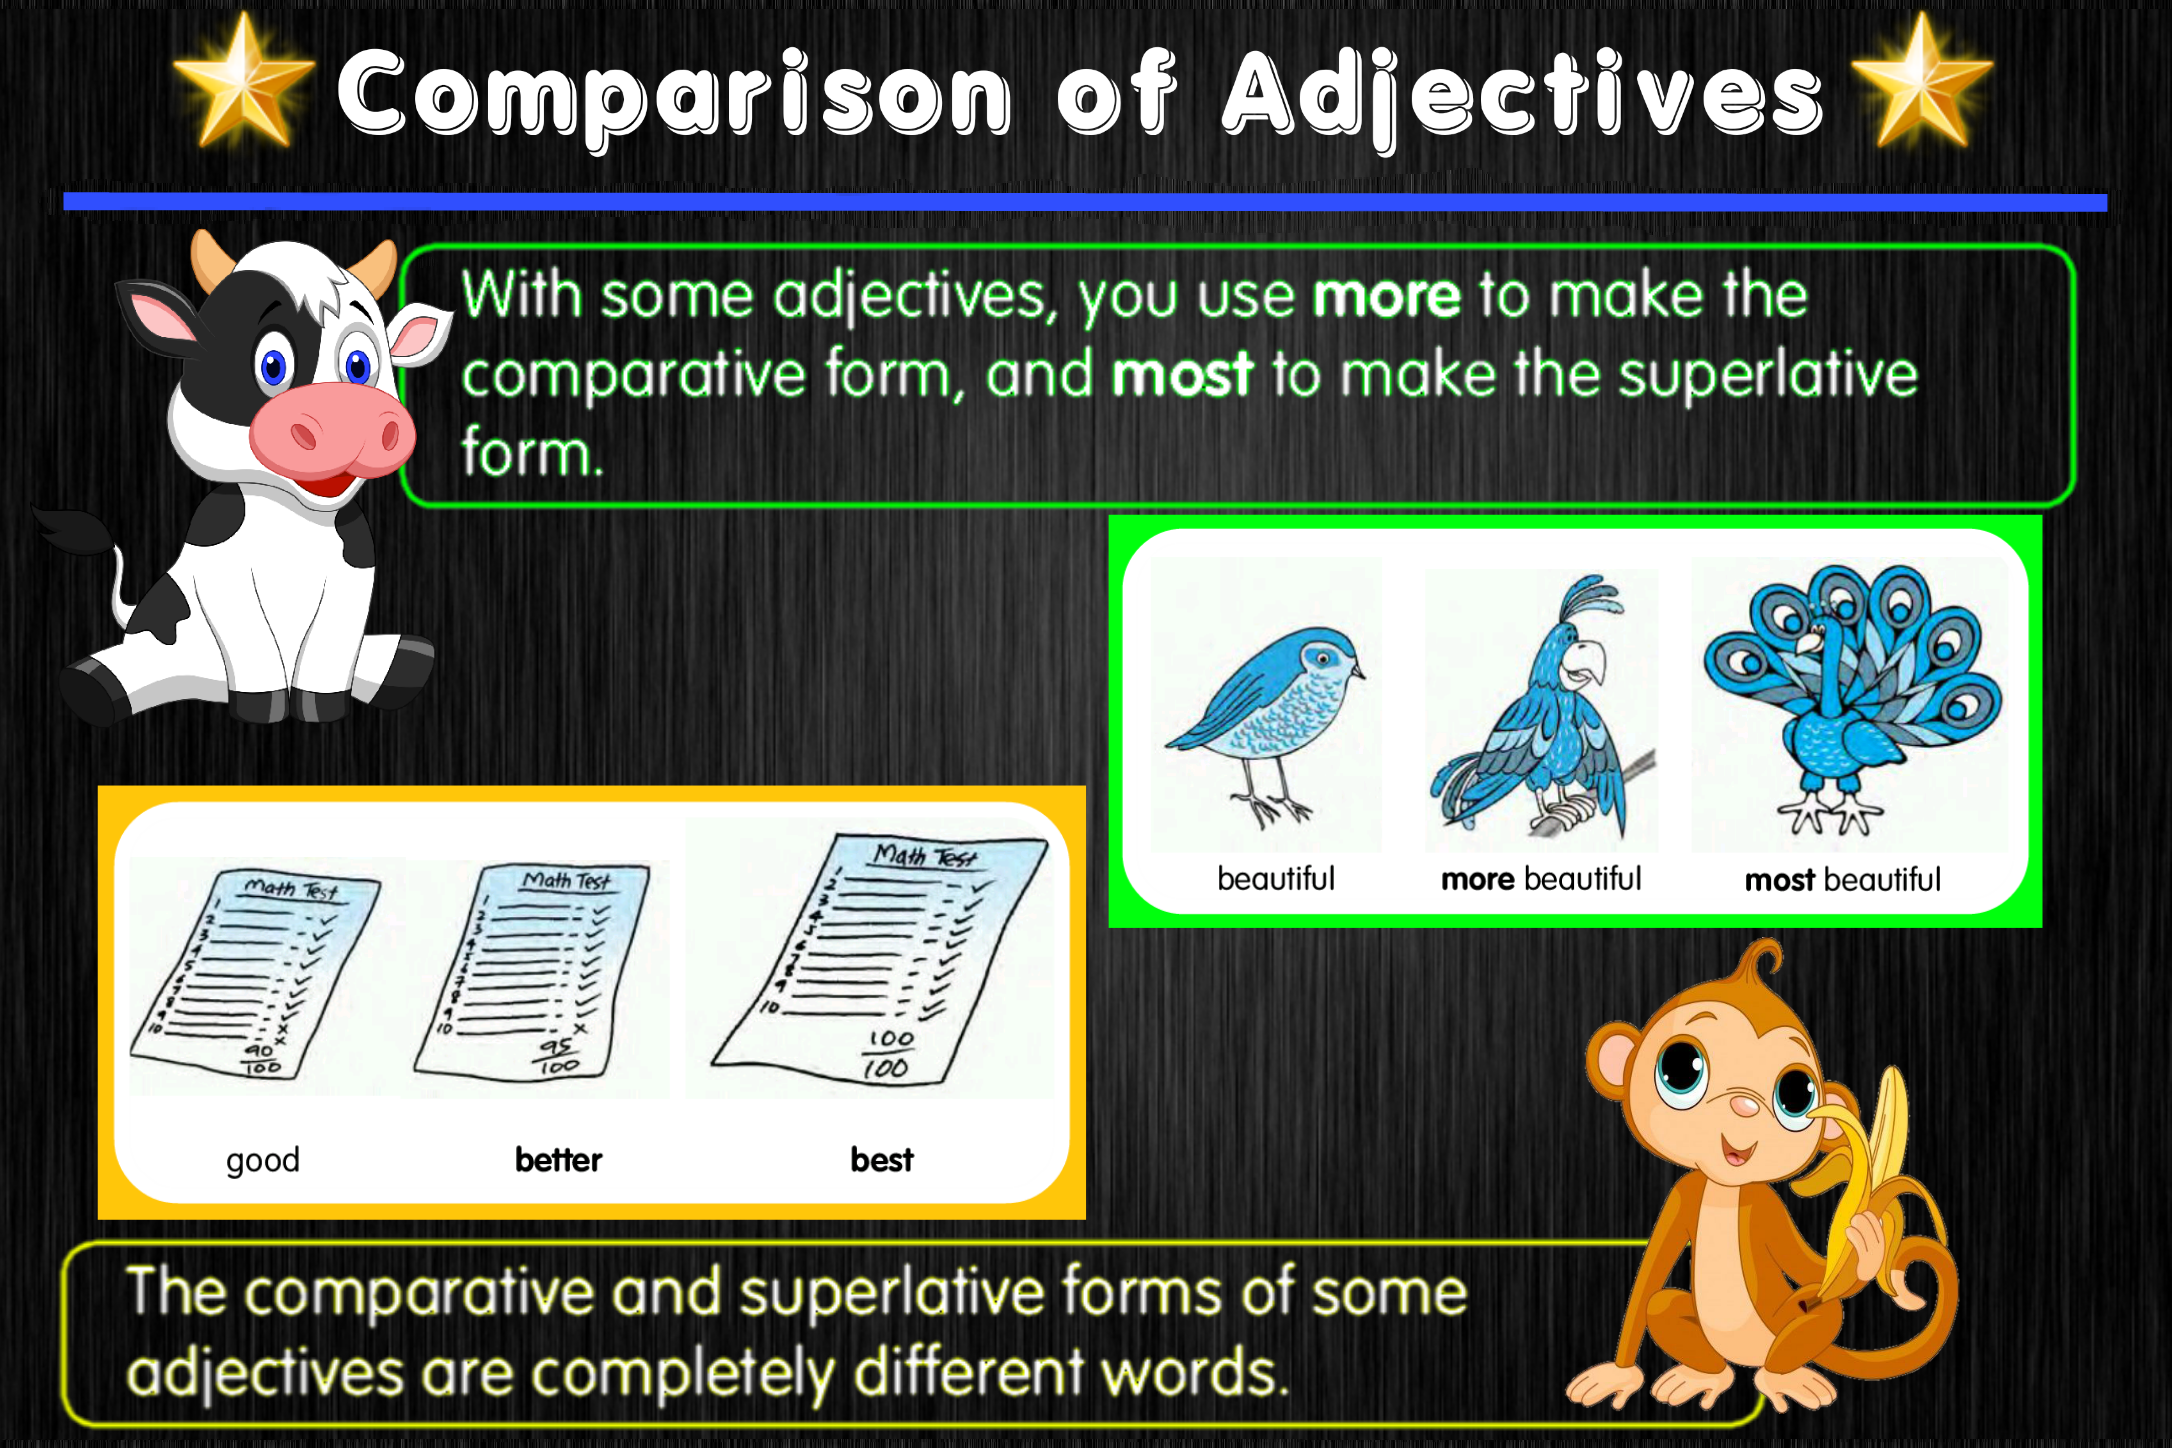 Comparison of Adjectives
With some adjectives, you use more to make the
comparative form, and most to make the superlative
form.
beautiful
more beautiful
most beautiful
Math Test
1
2
3
4
5
6
7
8
9
10
90
100
Math Test
1
2
3
4
5
6
7
8
9
10
95
100
Math Test
1
2
3
4
5
6
7
8
9
10
100
100
good
better
best
The comparative and superlative forms of some
adjectives are completely different words.